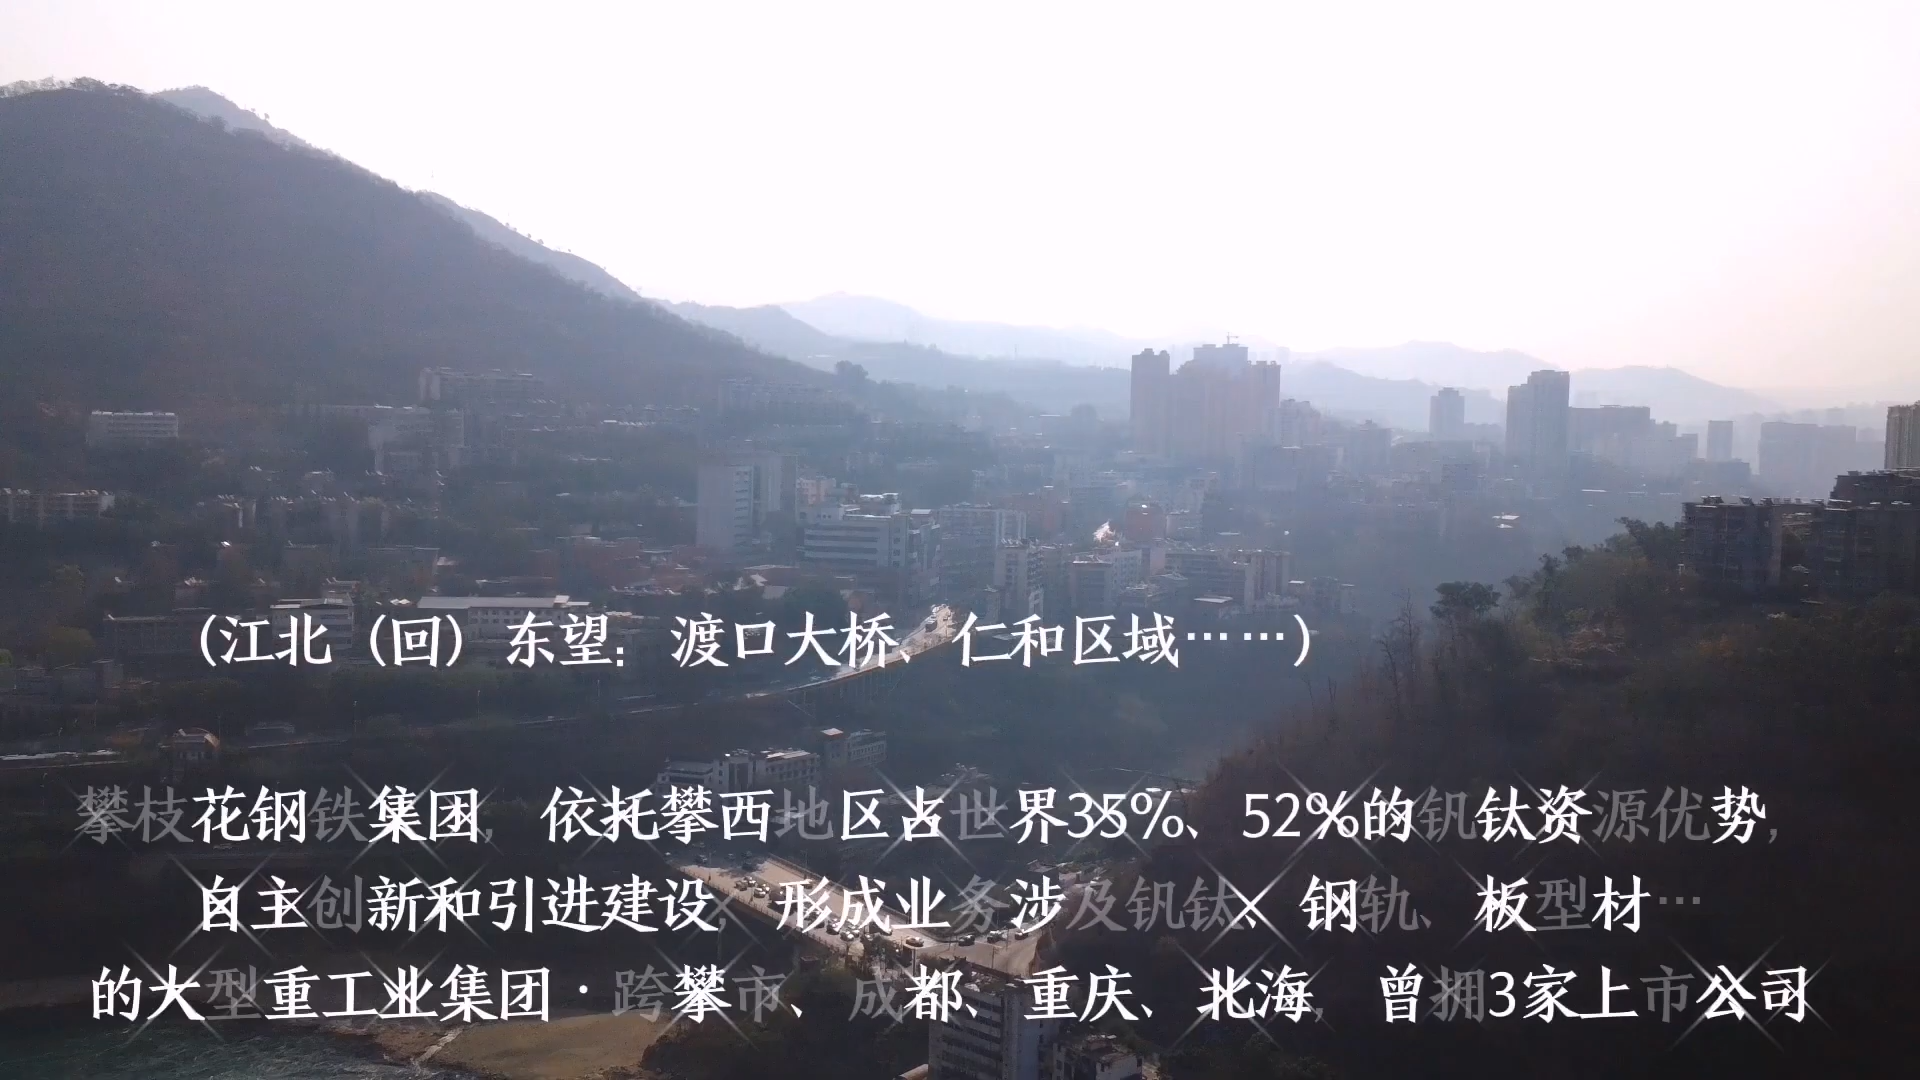 (江北（回）东望：渡口大桥、仁和区域……）
攀枝花钢铁集团，依托攀西地区占世界35%、52%的钒钛资源优势，
自主创新和引进建设，形成业务涉及钒钛、钢轨、板型材…
的大型重工业集团·跨攀市、成都、重庆、北海，曾拥3家上市公司